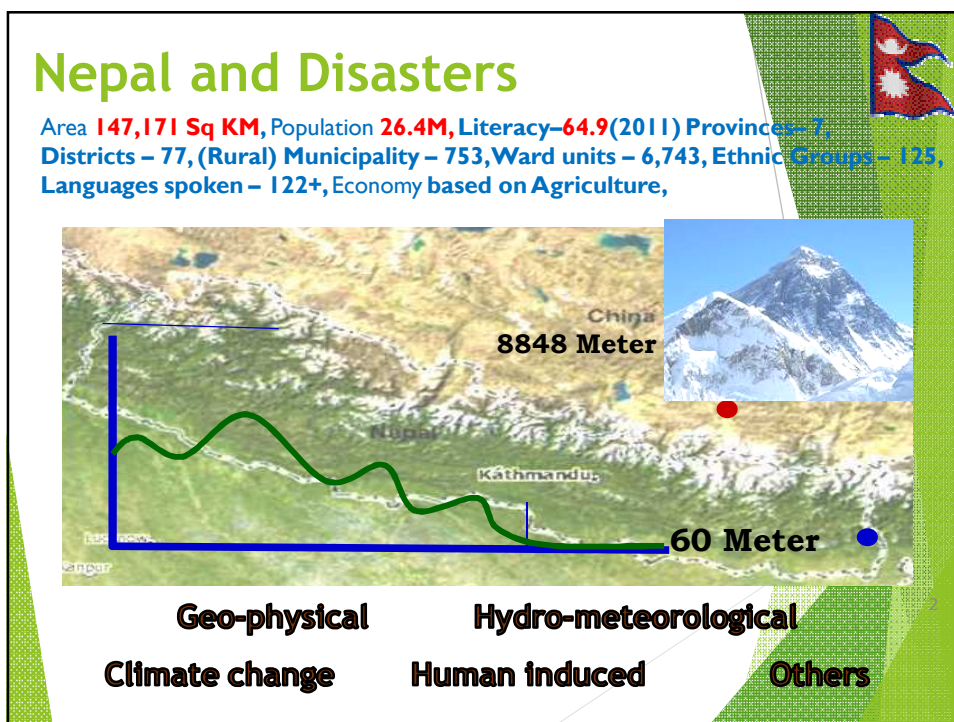 Nepal and Disasters
Area 147,171 Sq KM, Population 26.4M, Literacy–64.9(2011) Provinces– 7,
Districts – 77, (Rural) Municipality – 753, Ward units – 6,743, Ethnic Groups – 125,
Languages spoken – 122+, Economy based on Agriculture,
China
8848 Meter
Nepal
Kathmandu
60 Meter
Geo-physical Hydro-meteorological
2
Climate change Human induced Others